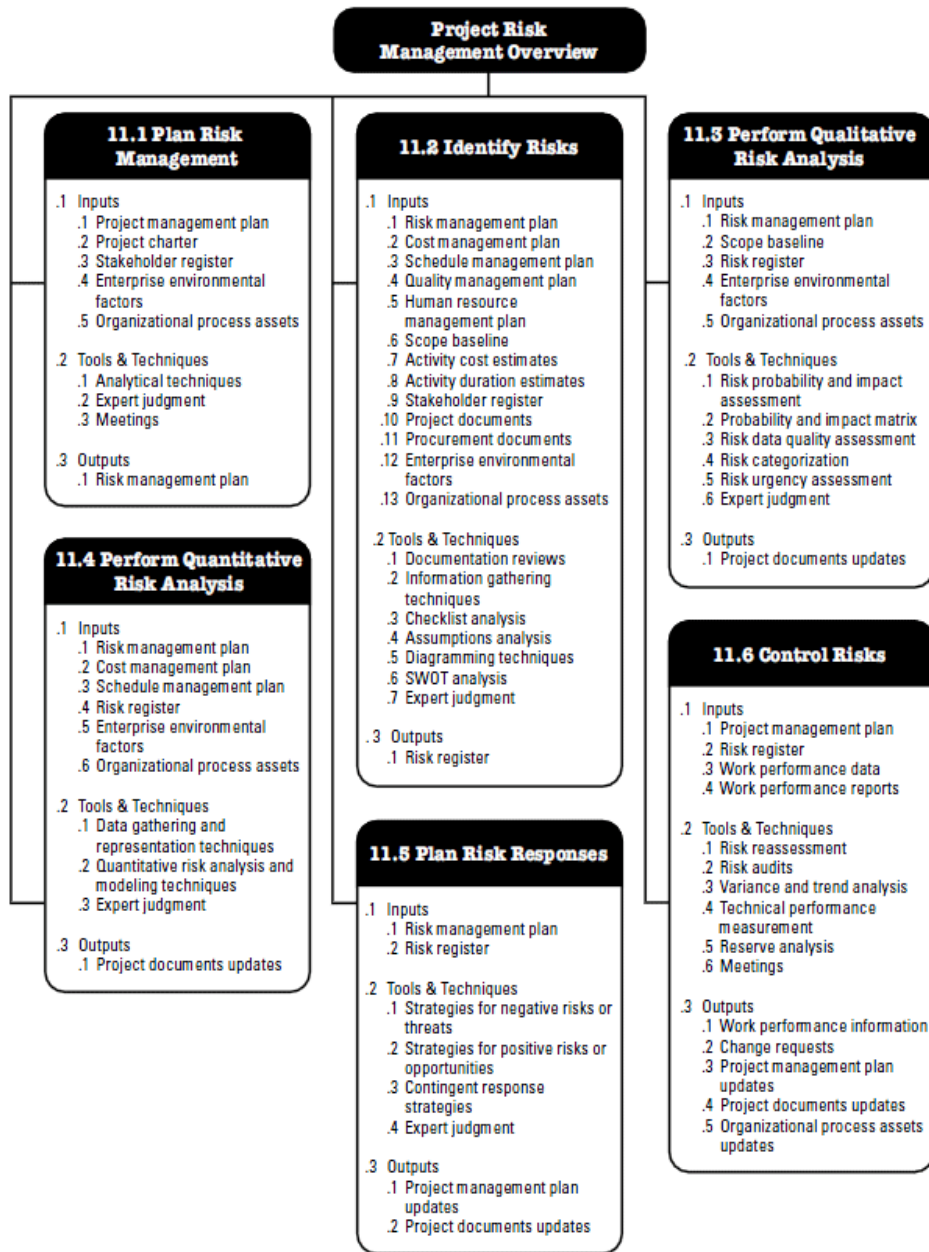 Project Risk
Management Overview
11.1 Plan Risk
Management
.1 Inputs
.1 Project management plan
.2 Project charter
.3 Stakeholder register
.4 Enterprise environmental
factors
.5 Organizational process assets
.2 Tools & Techniques
.1 Analytical techniques
.2 Expert judgment
.3 Meetings
.3 Outputs
.1 Risk management plan
11.2 Identify Risks
.1 Inputs
.1 Risk management plan
.2 Cost management plan
.3 Schedule management plan
.4 Quality management plan
.5 Human resource
management plan
.6 Scope baseline
.7 Activity cost estimates
.8 Activity duration estimates
.9 Stakeholder register
.10 Project documents
.11 Procurement documents
.12 Enterprise environmental
factors
.13 Organizational process assets
.2 Tools & Techniques
.1 Documentation reviews
.2 Information gathering
techniques
.3 Checklist analysis
.4 Assumptions analysis
.5 Diagramming techniques
.6 SWOT analysis
.7 Expert judgment
.3 Outputs
.1 Risk register
11.3 Perform Qualitative
Risk Analysis
.1 Inputs
.1 Risk management plan
.2 Scope baseline
.3 Risk register
.4 Enterprise environmental
factors
.5 Organizational process assets
.2 Tools & Techniques
.1 Risk probability and impact
assessment
.2 Probability and impact matrix
.3 Risk data quality assessment
.4 Risk categorization
.5 Risk urgency assessment
.6 Expert judgment
.3 Outputs
.1 Project documents updates
11.4 Perform Quantitative
Risk Analysis
.1 Inputs
.1 Risk management plan
.2 Cost management plan
.3 Schedule management plan
.4 Risk register
.5 Enterprise environmental
factors
.6 Organizational process assets
.2 Tools & Techniques
.1 Data gathering and
representation techniques
.2 Quantitative risk analysis and
modeling techniques
.3 Expert judgment
.3 Outputs
.1 Project documents updates
11.5 Plan Risk Responses
.1 Inputs
.1 Risk management plan
.2 Risk register
.2 Tools & Techniques
.1 Strategies for negative risks or
threats
.2 Strategies for positive risks or
opportunities
.3 Contingent response
strategies
.4 Expert judgment
.3 Outputs
.1 Project management plan
updates
.2 Project documents updates
11.6 Control Risks
.1 Inputs
.1 Project management plan
.2 Risk register
.3 Work performance data
.4 Work performance reports
.2 Tools & Techniques
.1 Risk reassessment
.2 Risk audits
.3 Variance and trend analysis
.4 Technical performance
measurement
.5 Reserve analysis
.6 Meetings
.3 Outputs
.1 Work performance information
.2 Change requests
.3 Project management plan
updates
.4 Project documents updates
.5 Organizational process assets
updates